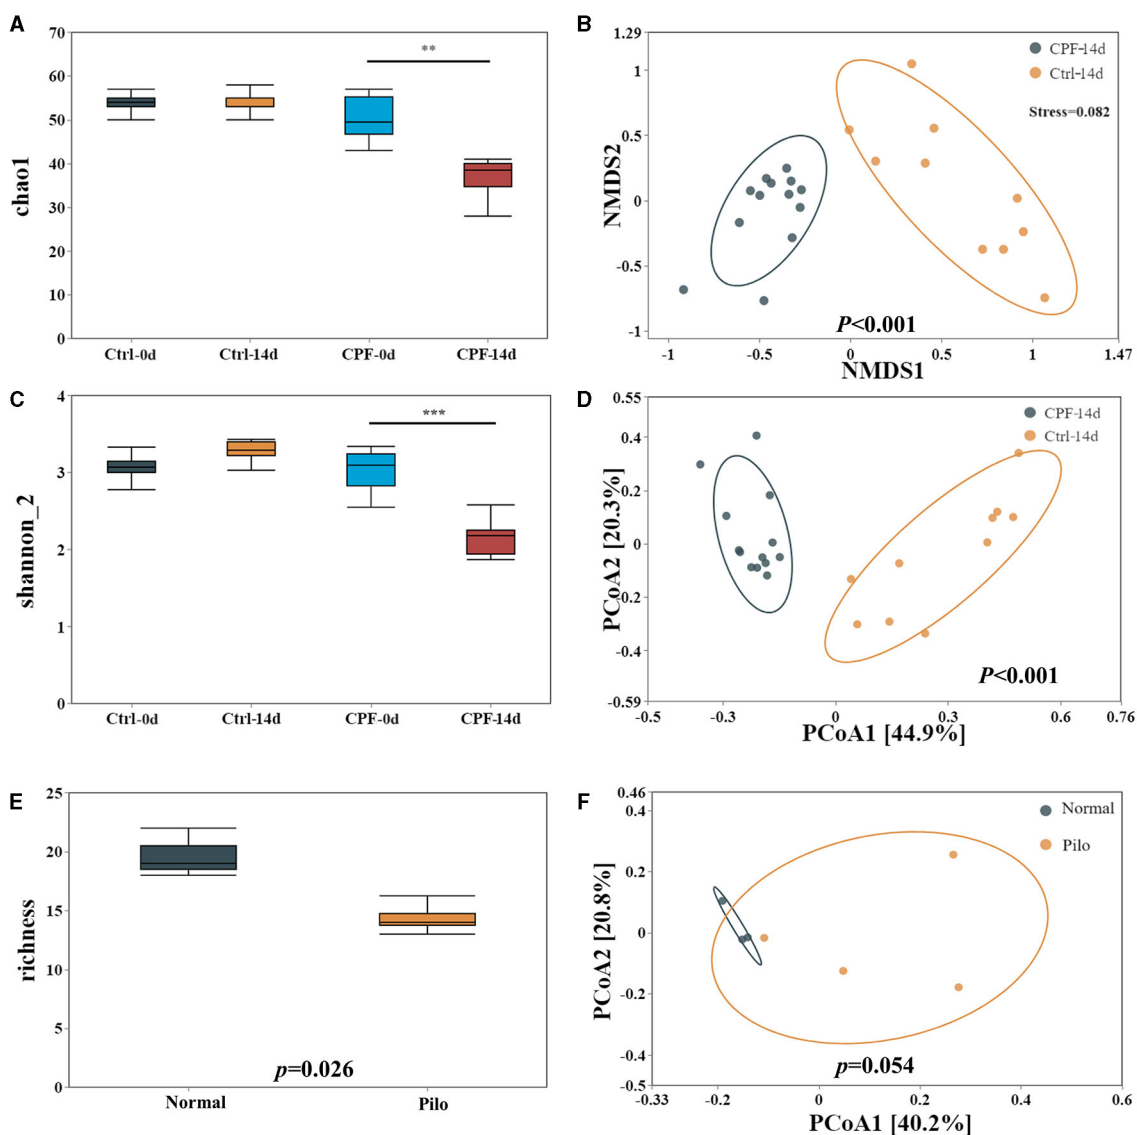 A
chao1
70
60
50
40
30
20
10
0
**
Ctrl-0d
Ctrl-14d
CPF-0d
CPF-14d
B
NMDS2
1.29
1
0.5
0
-0.5
-1
CPF-14d
Ctrl-14d
Stress=0.082
P<0.001
-1
-0.5
0
0.5
1
1.47
NMDS1
C
shannon_2
4
3
2
1
0
***
Ctrl-0d
Ctrl-14d
CPF-0d
CPF-14d
D
PCoA2 [20.3%]
0.55
0.4
0.2
0
-0.2
-0.4
-0.59
CPF-14d
Ctrl-14d
P<0.001
-0.5
-0.3
0
0.3
0.6
0.76
PCoA1 [44.9%]
E
richness
25
20
15
10
5
0
p=0.026
Normal
Pilo
F
PCoA2 [20.8%]
0.46
0.4
0.2
0
-0.2
-0.4
-0.5
Normal
Pilo
p=0.054
-0.33
-0.2
0
0.2
0.4
0.6
PCoA1 [40.2%]